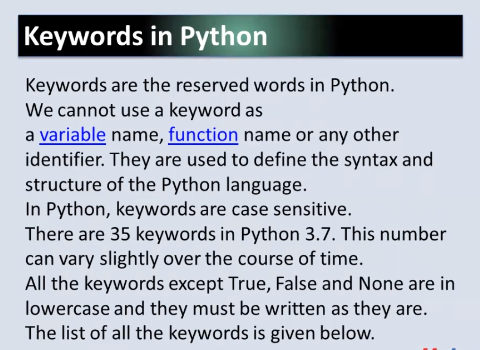 Keywords in Python
Keywords are the reserved words in Python.
We cannot use a keyword as
a variable name, function name or any other
identifier. They are used to define the syntax and
structure of the Python language.
In Python, keywords are case sensitive.
There are 35 keywords in Python 3.7. This number
can vary slightly over the course of time.
All the keywords except True, False and None are in
lowercase and they must be written as they are.
The list of all the keywords is given below.